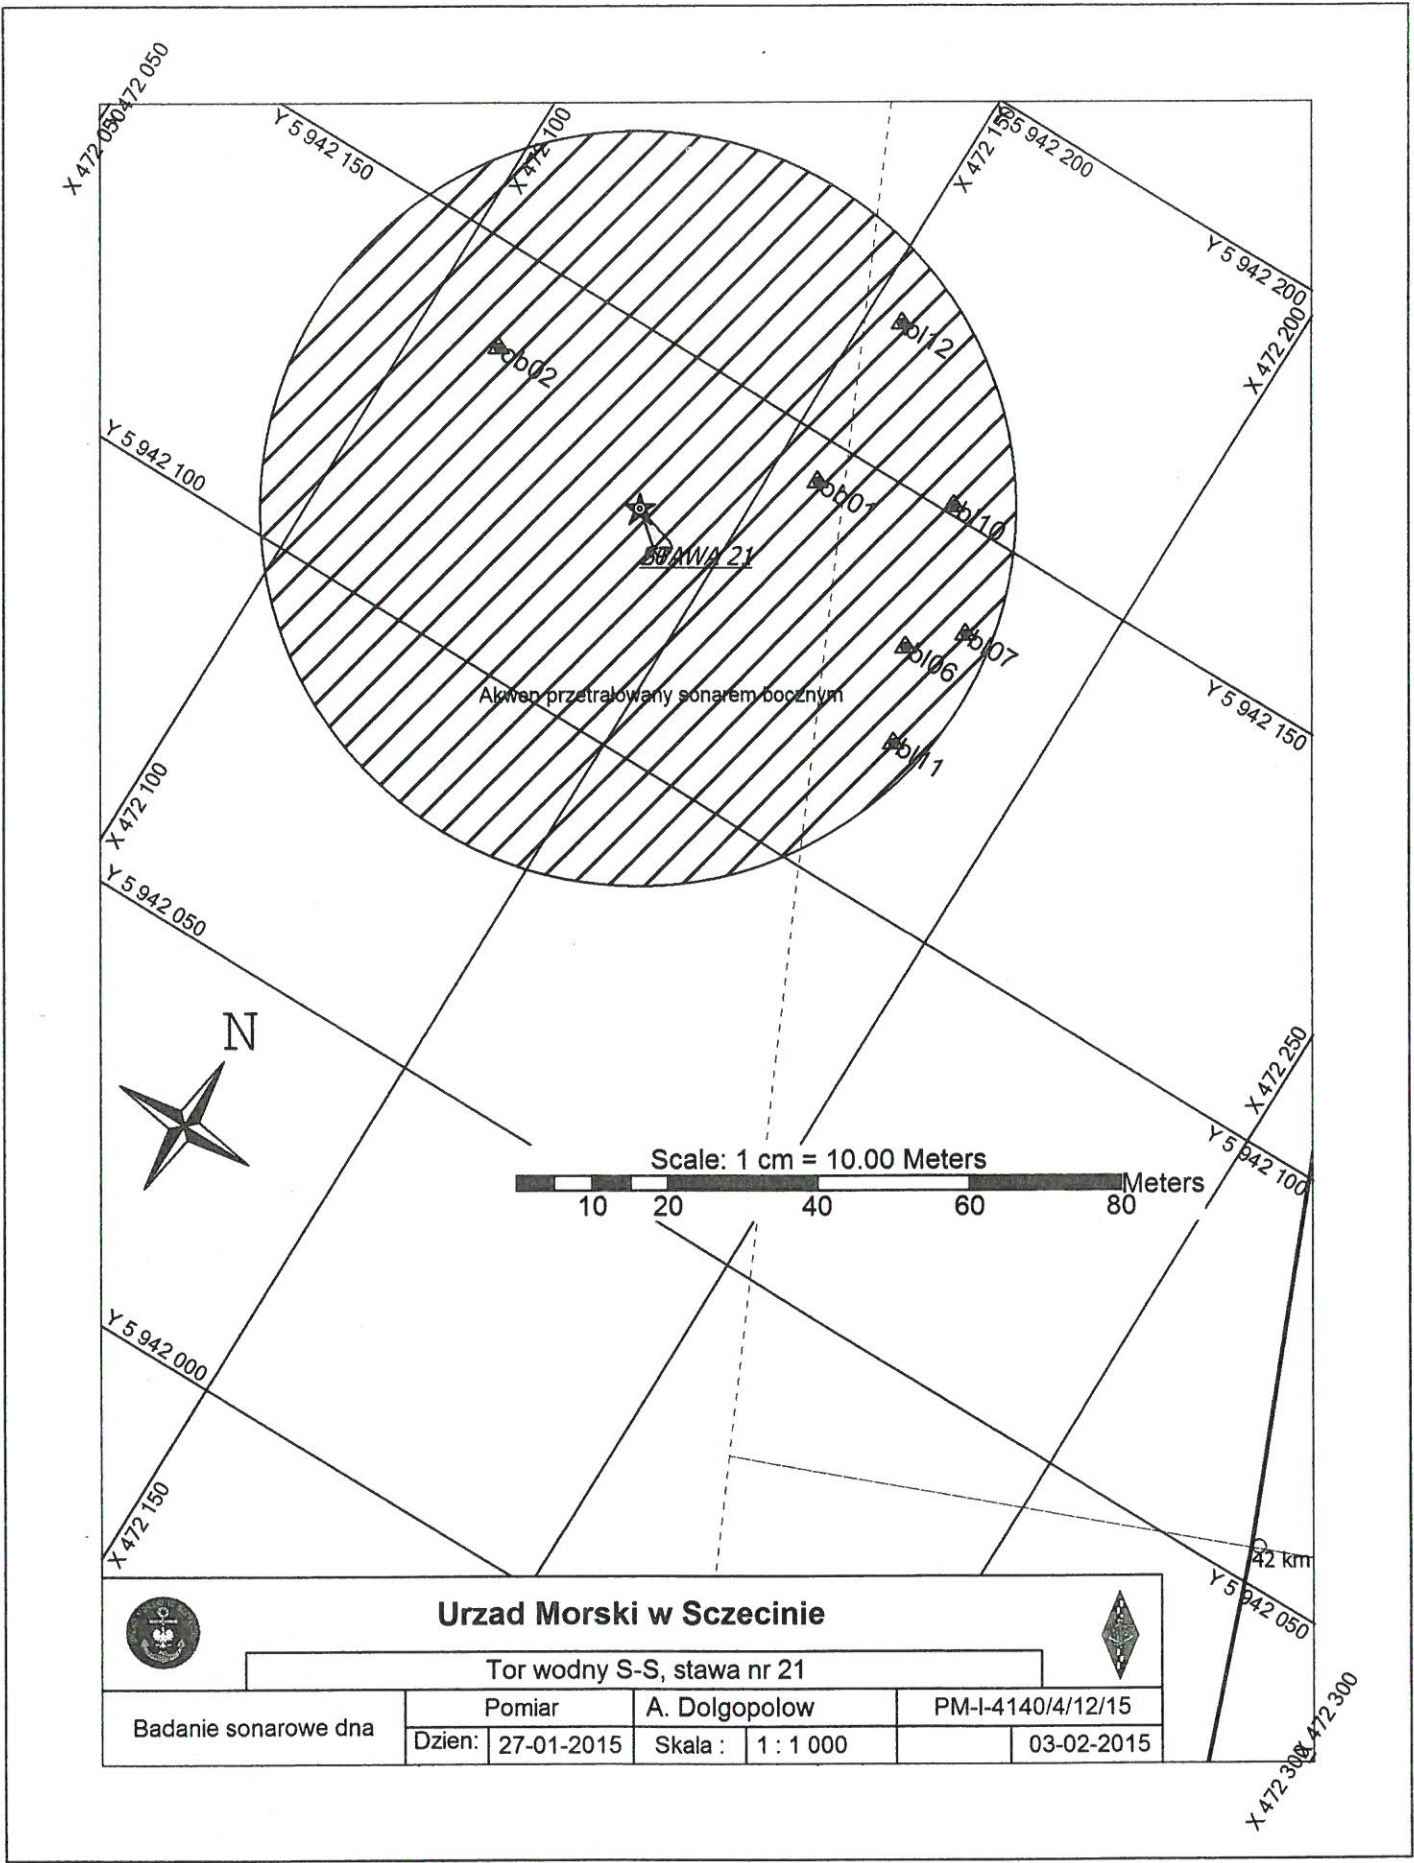 X 472 050
X 472 050
Y 5 942 150
X 472 100
X 472 150
Y 5 942 200
Y 5 942 200
X 472 200
bl12
ob02
Y 5 942 100
ob01
bl10
STAWA 21
bl07
bl06
Akwen przetralowany sonarem bocznym
Y 5 942 150
bl11
X 472 100
Y 5 942 050
N
X 472 250
Y 5 942 100
Scale: 1 cm = 10.00 Meters
Meters
10 20 40 60 80
Y 5 942 000
X 472 150
42 km
Y 5 942 050
Urzad Morski w Szczecinie
Tor wodny S-S, stawa nr 21
Badanie sonarowe dna
Pomiar A. Dolgopolow PM-I-4140/4/12/15
Dzien: 27-01-2015 Skala : 1 : 1 000 03-02-2015
X 472 300
X 472 300